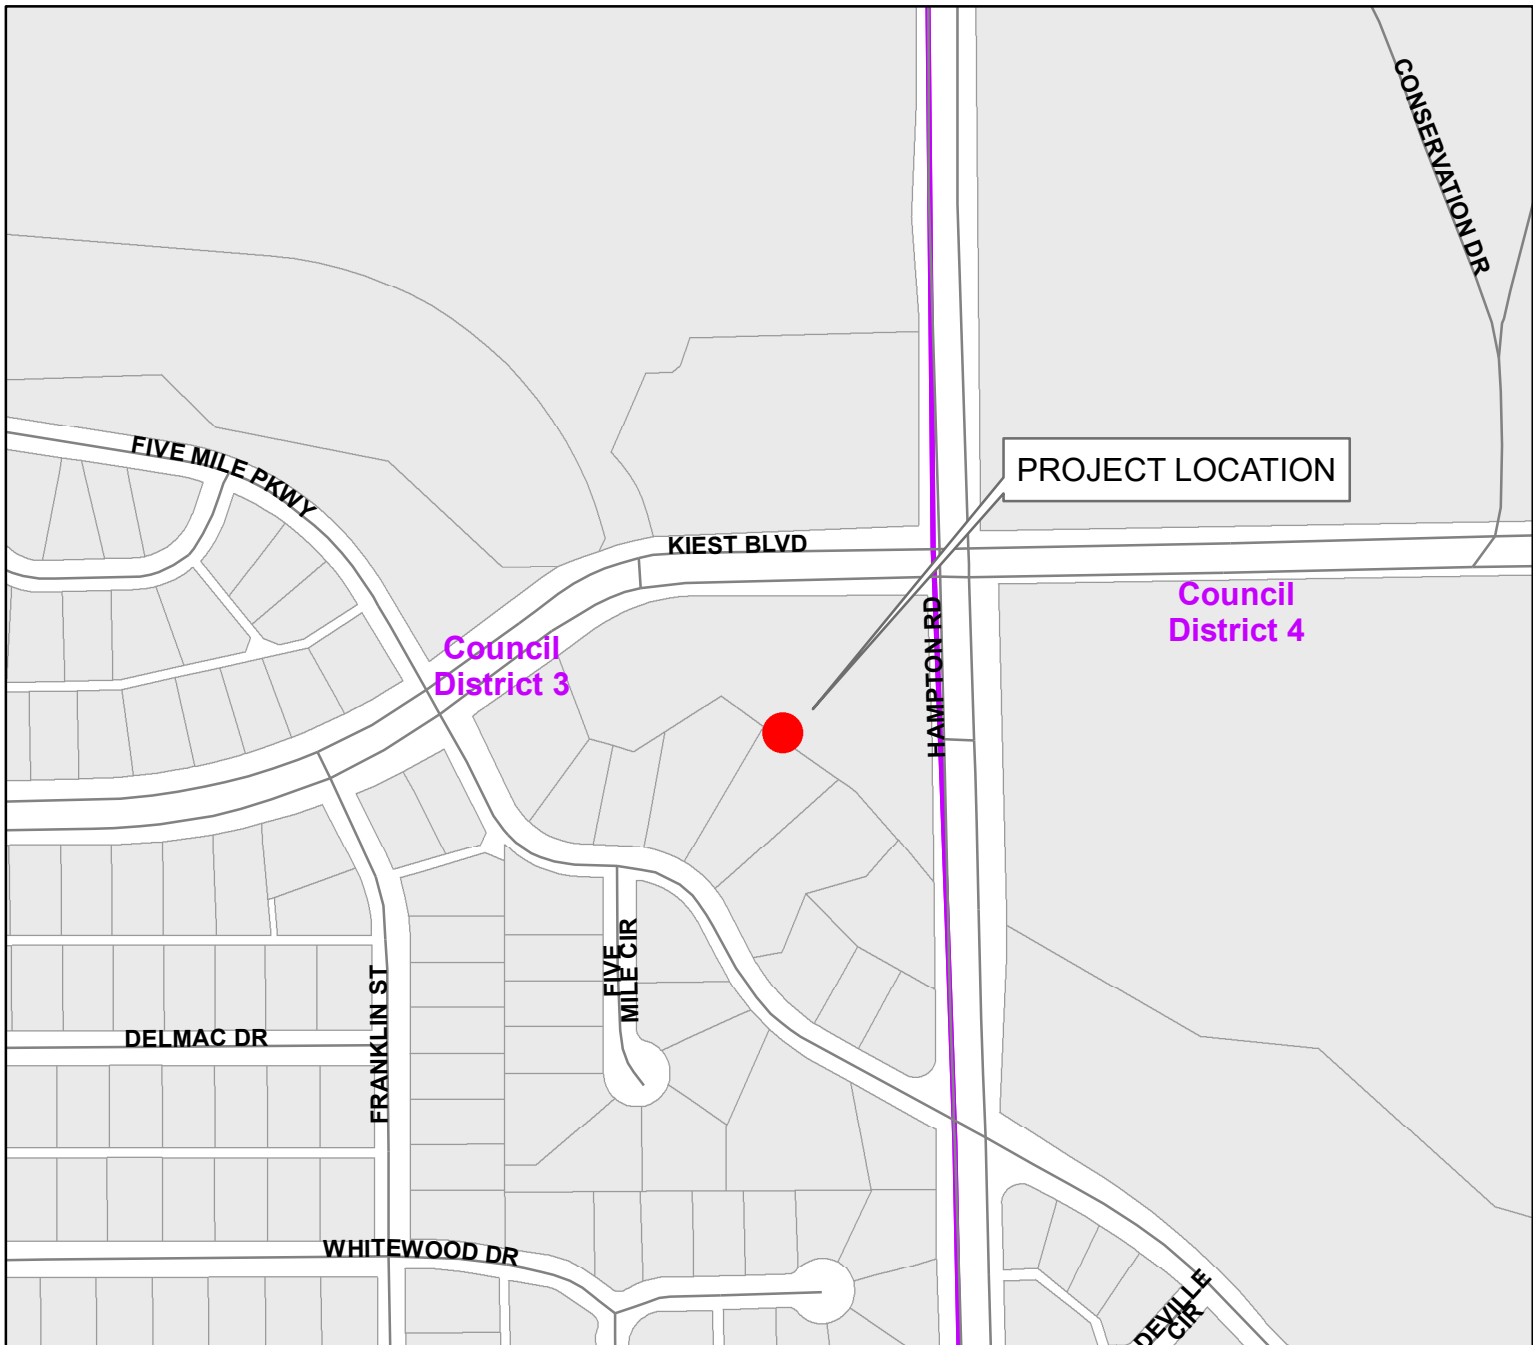 CONSERVATION DR
FIVE MILE PKWY
PROJECT LOCATION
KIEST BLVD
Council
District 4
HAMPTON RD
Council
District 3
FIVE
MILE CIR
FRANKLIN ST
DELMAC DR
WHITEWOOD DR
DEVILLE
CIR